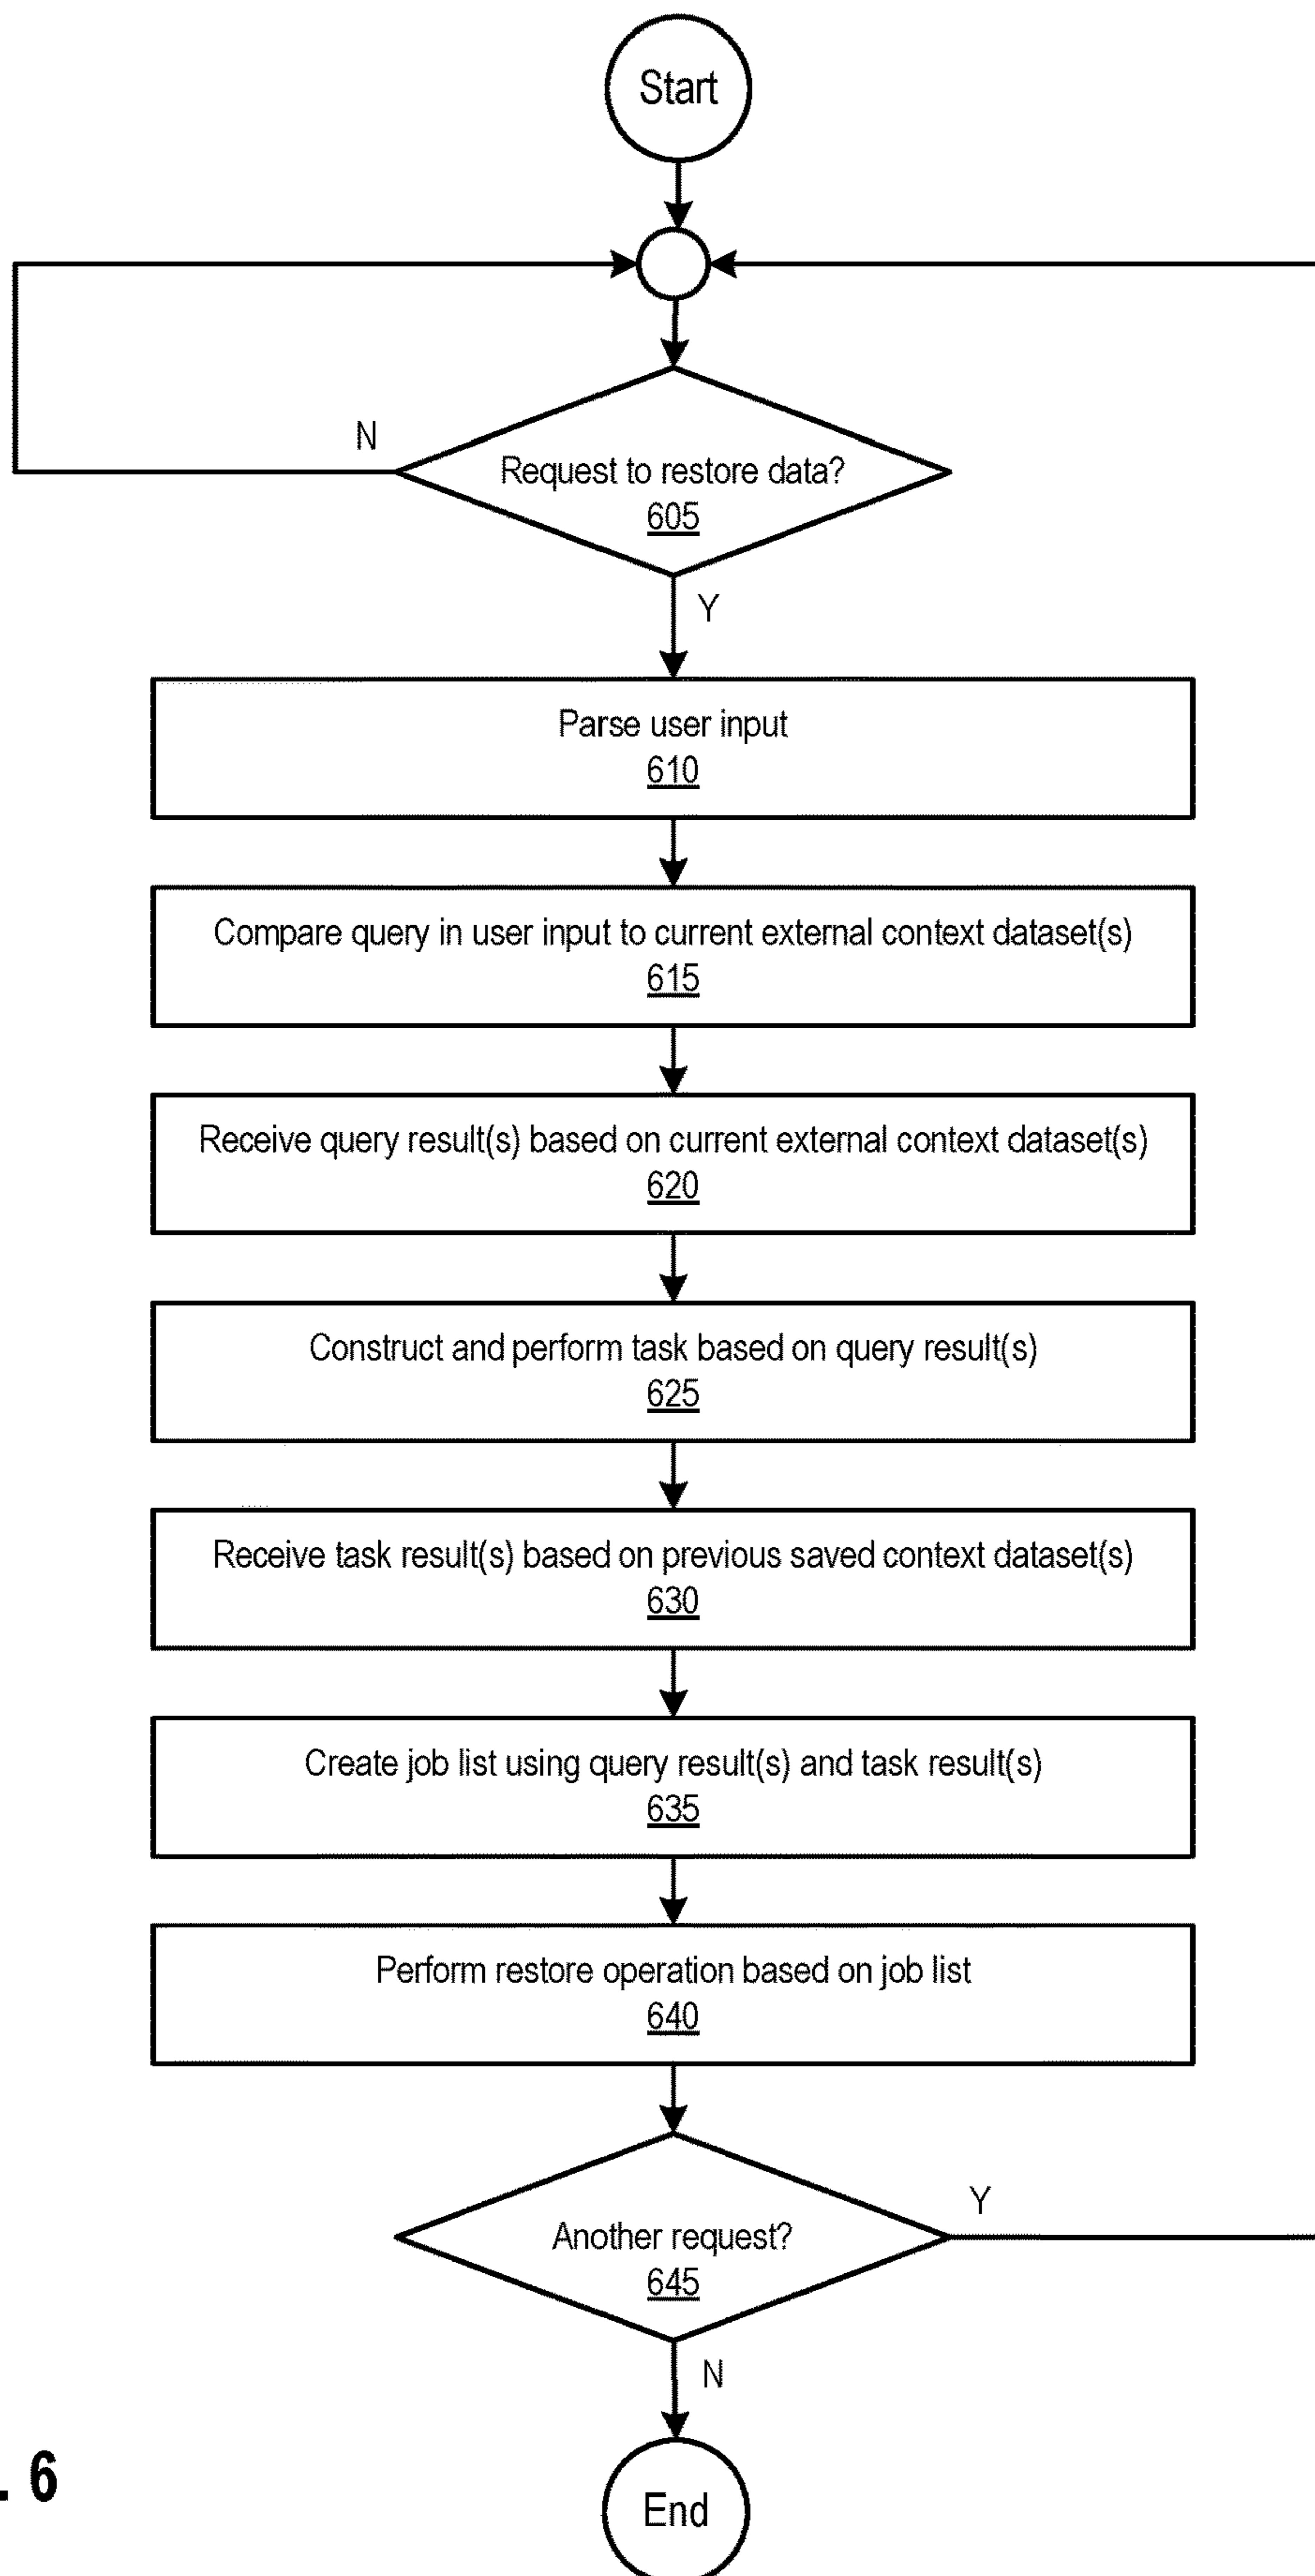 Start
N
Request to restore data?
605
Y
Parse user input
610
Compare query in user input to current external context dataset(s)
615
Receive query result(s) based on current external context dataset(s)
620
Construct and perform task based on query result(s)
625
Receive task result(s) based on previous saved context dataset(s)
630
Create job list using query result(s) and task result(s)
635
Perform restore operation based on job list
640
Y
Another request?
645
N
. 6
End